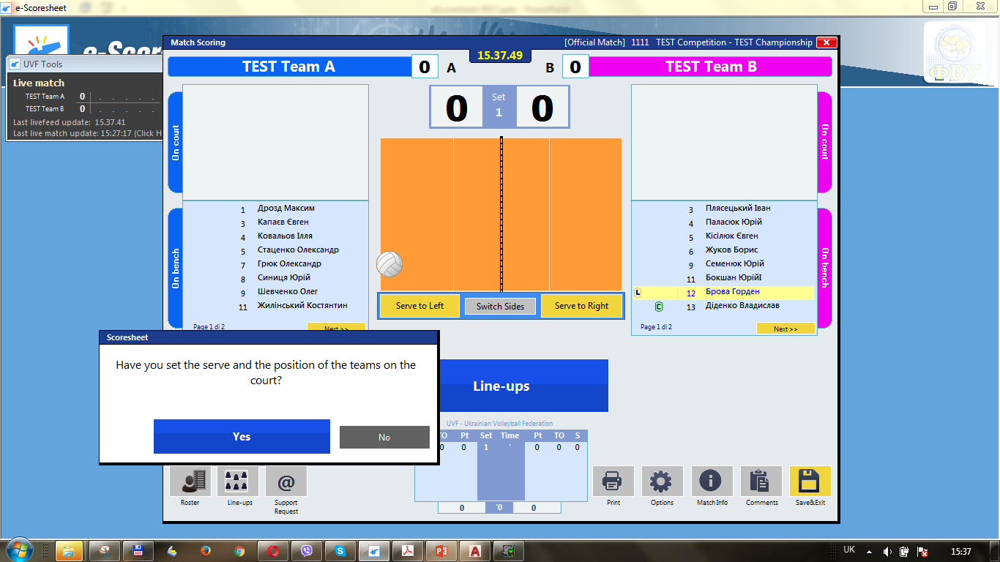 e-Scoresheet
e-Scor
ФВУ
UVF Tools
Live match
TEST Team A 0 . . . . .
TEST Team B 0 . . . . .
Last livefeed update: 15.37.41
Last live match update: 15:27:17 (Click H
Match Scoring
[Official Match] 1111 TEST Competition - TEST Championship
15.37.49
TEST Team A 0 A
B 0 TEST Team B
0 Set 1 0
On court
On court
On bench
1 Дрозд Максим
3 Капаєв Євген
4 Ковальов Ілля
5 Стаценко Олександр
7 Грюк Олександр
8 Синиця Юрій
9 Шевченко Олег
11 Жилінський Костянтин
Page 1 di 2
Next >>
Serve to Left
Switch Sides
Serve to Right
On bench
3 Плясецький Іван
4 Паласюк Юрій
5 Кісілюк Євген
6 Жуков Борис
9 Семенюк Юрій
11 Бокшан ЮрійІ
L 12 Брова Горден
C 13 Діденко Владислав
Page 1 di 2
Next >>
Scoresheet
Have you set the serve and the position of the teams on the
court?
Yes
No
Line-ups
UVF - Ukrainian Volleyball Federation
TO Pt Set Time Pt TO S
0 0 1 ' 0 0 0
0 '0 0
Roster
Line-ups
Support
Request
Print
Options
Match Info
Comments
Save&Exit
UK
15:37